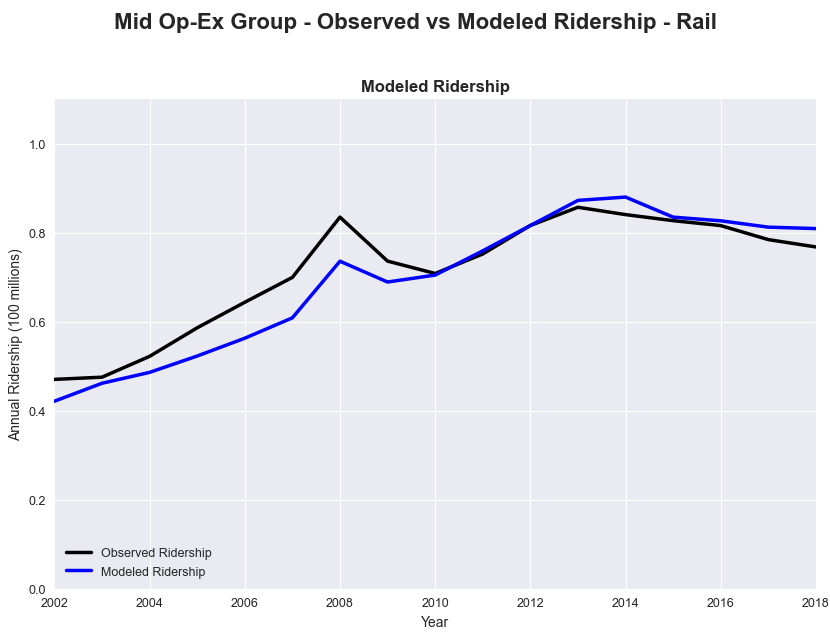 Mid Op-Ex Group - Observed vs Modeled Ridership - Rail
Modeled Ridership
Annual Ridership (100 millions)
1.0
0.8
0.6
0.4
0.2
0.0
Observed Ridership
Modeled Ridership
2002 2004 2006 2008 2010 2012 2014 2016 2018
Year